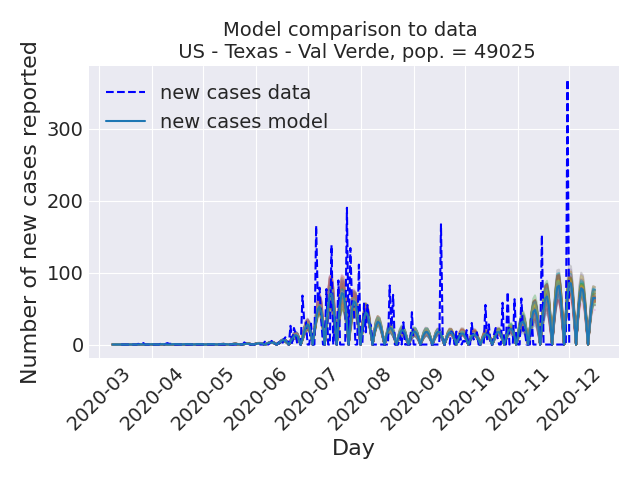 Model comparison to data
US - Texas - Val Verde, pop. = 49025
Number of new cases reported
new cases data
new cases model
300
200
100
0
2020-03
2020-04
2020-05
2020-06
2020-07
2020-08
2020-09
2020-10
2020-11
2020-12
Day